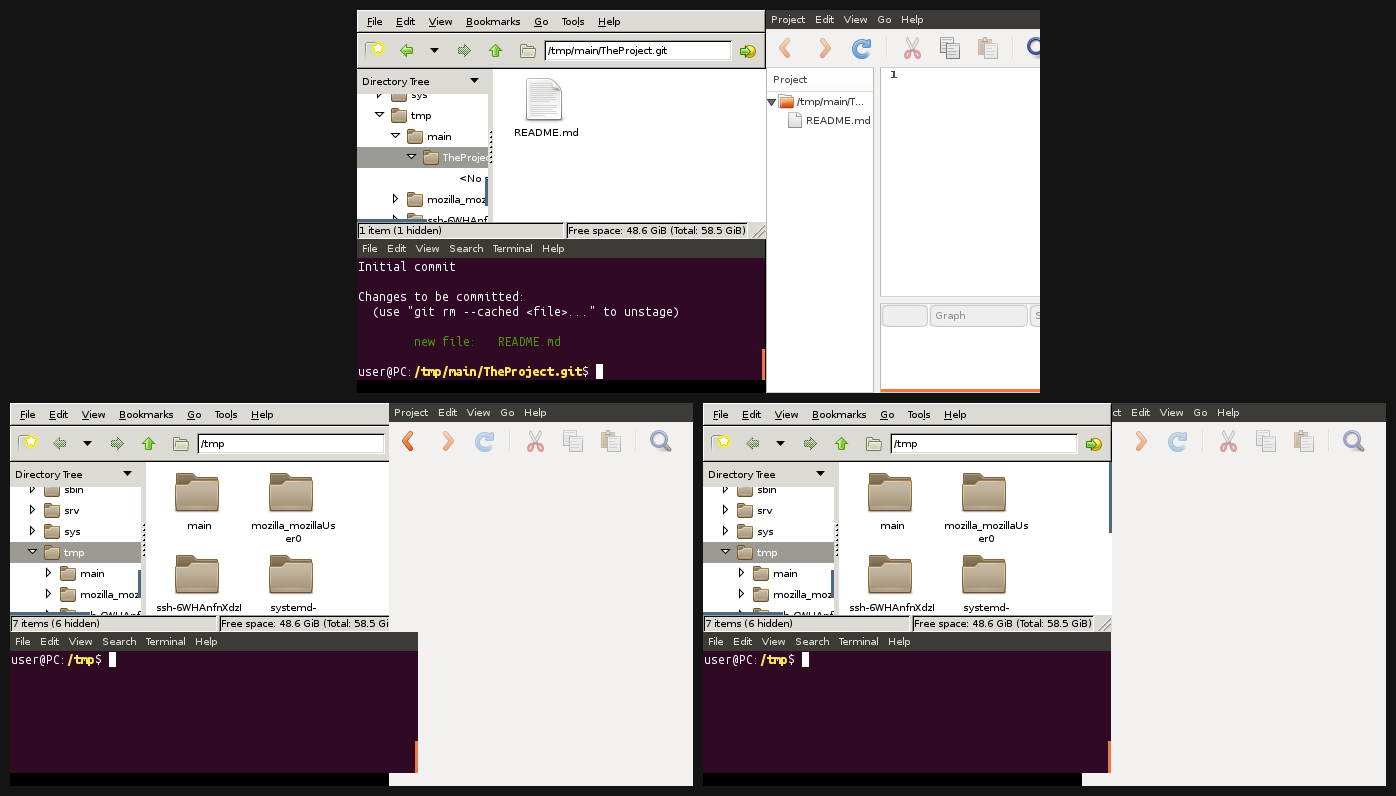 File Edit View Bookmarks Go Tools Help
/tmp/main/TheProject.git
Directory Tree
sys
tmp
main
TheProjec
<No s
mozilla_moz
ssh-6WHAnf
README.md
1 item (1 hidden)
Free space: 48.6 GiB (Total: 58.5 GiB)
File Edit View Search Terminal Help
Initial commit
Changes to be committed:
(use "git rm --cached <file>..." to unstage)
new file: README.md
user@PC:/tmp/main/TheProject.git$
Project Edit View Go Help
Project
/tmp/main/T...
README.md
1
Graph
File Edit View Bookmarks Go Tools Help
/tmp
Directory Tree
sbin
srv
sys
tmp
main
mozilla_moz
main
mozilla_mozillaUs
er0
ssh-6WHAnfnXdzI
systemd-
7 items (6 hidden)
Free space: 48.6 GiB (Total: 58.5 Gi
File Edit View Search Terminal Help
user@PC:/tmp$
Project Edit View Go Help
File Edit View Bookmarks Go Tools Help
/tmp
Directory Tree
sbin
srv
sys
tmp
main
mozilla_moz
main
mozilla_mozillaUs
er0
ssh-6WHAnfnXdzI
systemd-
7 items (6 hidden)
Free space: 48.6 GiB (Total: 58.5 GiB)
File Edit View Search Terminal Help
user@PC:/tmp$
ct Edit View Go Help